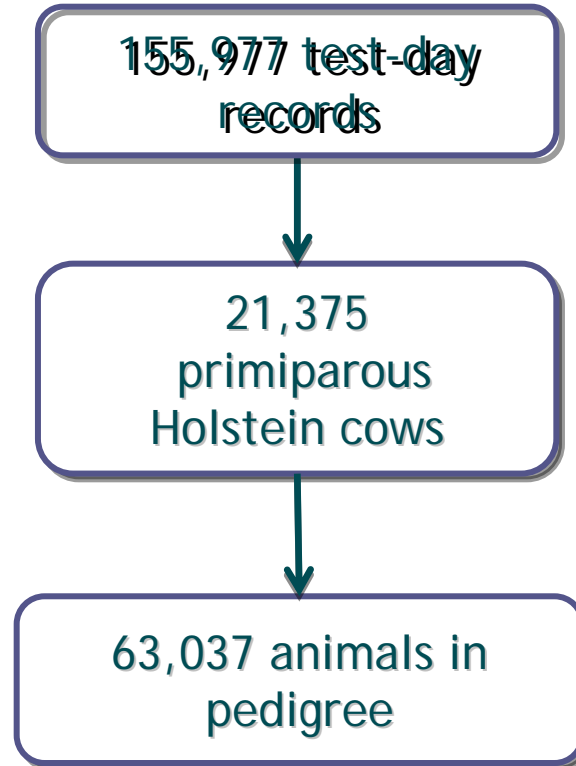 155,977 test-day
records
21,375
primiparous
Holstein cows
63,037 animals in
pedigree